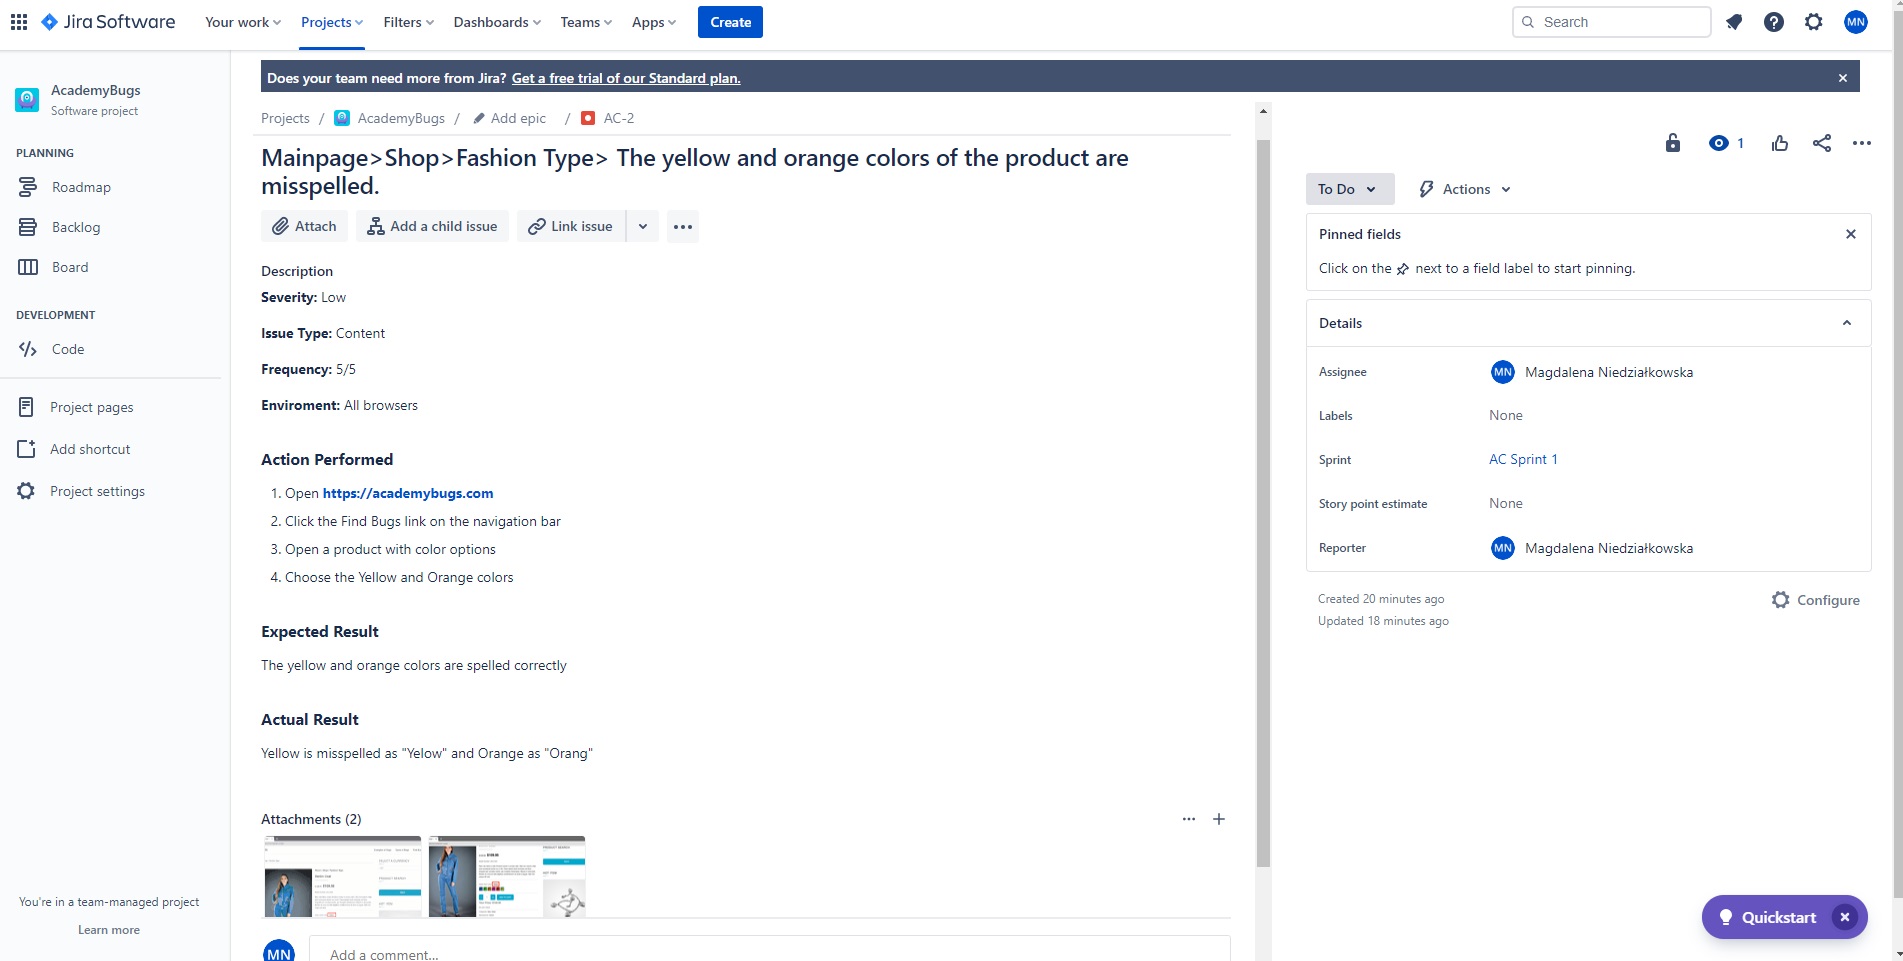 Jira Software Your work Projects Filters Dashboards Teams Apps Create Search MN
AcademyBugs
Software project
PLANNING
Roadmap
Backlog
Board
DEVELOPMENT
Code
Project pages
Add shortcut
Project settings
You're in a team-managed project
Learn more
Does your team need more from Jira? Get a free trial of our Standard plan.
Projects / AcademyBugs / Add epic / AC-2
Mainpage>Shop>Fashion Type> The yellow and orange colors of the product are
misspelled.
Attach Add a child issue Link issue
Description
Severity: Low
Issue Type: Content
Frequency: 5/5
Enviroment: All browsers
Action Performed
1. Open https://academybugs.com
2. Click the Find Bugs link on the navigation bar
3. Open a product with color options
4. Choose the Yellow and Orange colors
Expected Result
The yellow and orange colors are spelled correctly
Actual Result
Yellow is misspelled as "Yelow" and Orange as "Orang"
Attachments (2)
MN Add a comment...
1
To Do Actions
Pinned fields
Click on the next to a field label to start pinning.
Details
Assignee MN Magdalena Niedziałkowska
Labels None
Sprint AC Sprint 1
Story point estimate None
Reporter MN Magdalena Niedziałkowska
Created 20 minutes ago Configure
Updated 18 minutes ago
Quickstart